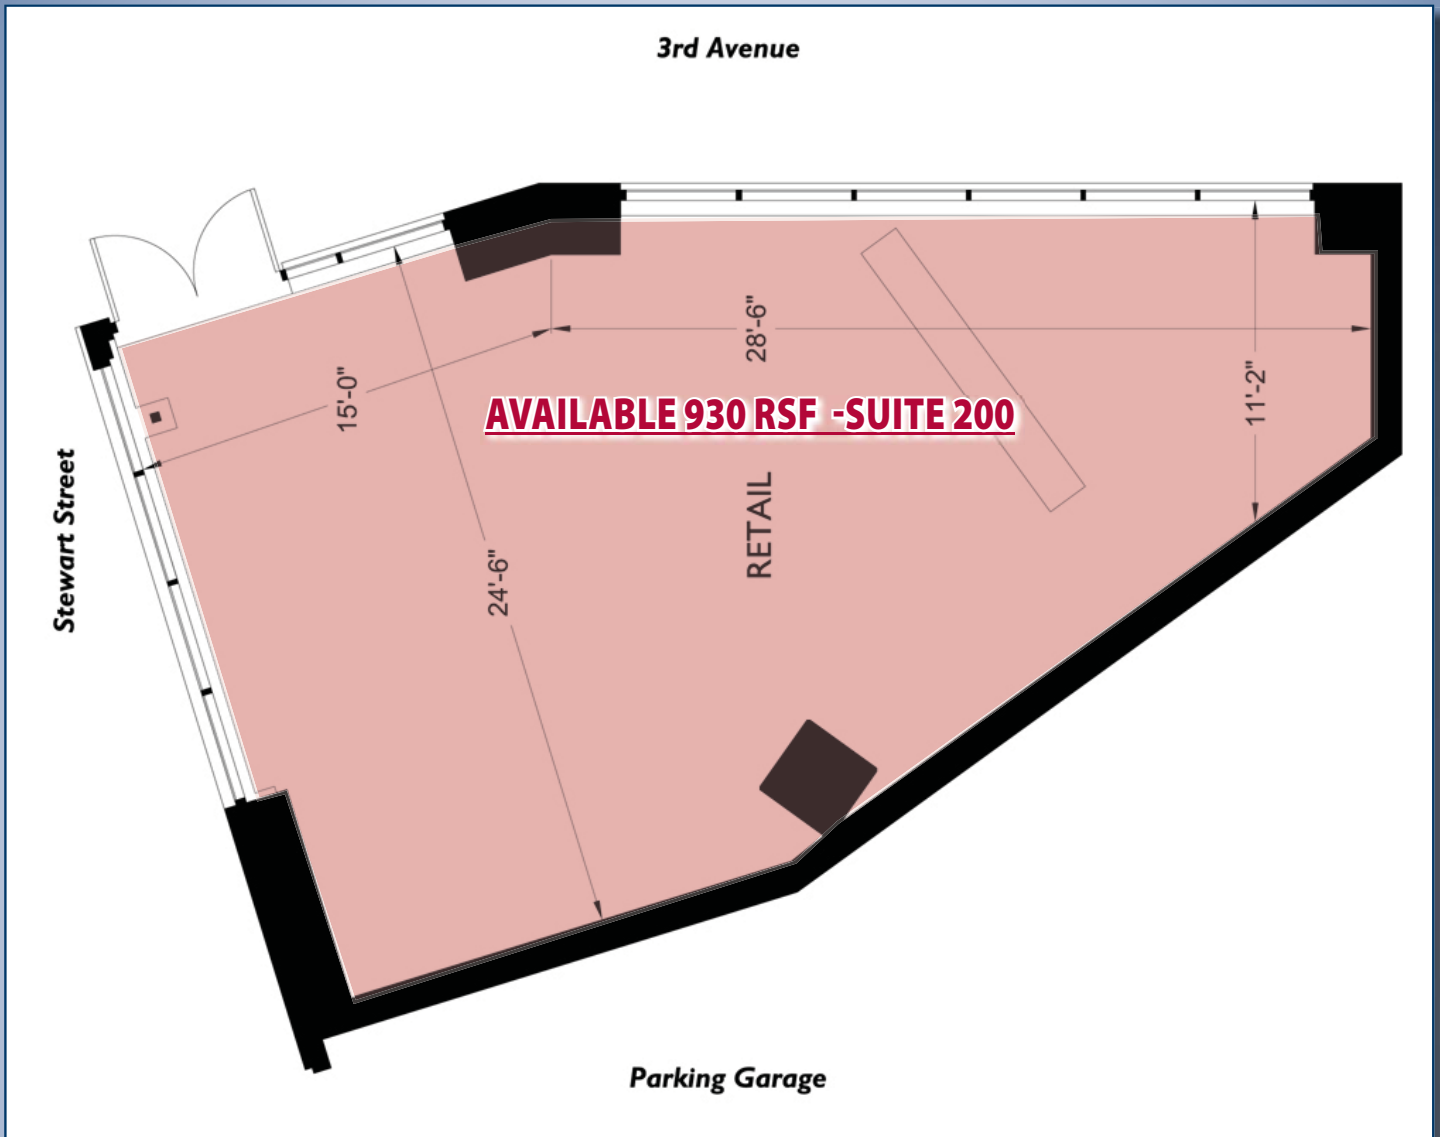 3rd Avenue
28'-6"
15'-0"
11'-2"
AVAILABLE 930 RSF -SUITE 200
RETAIL
Stewart Street
24'-6"
Parking Garage